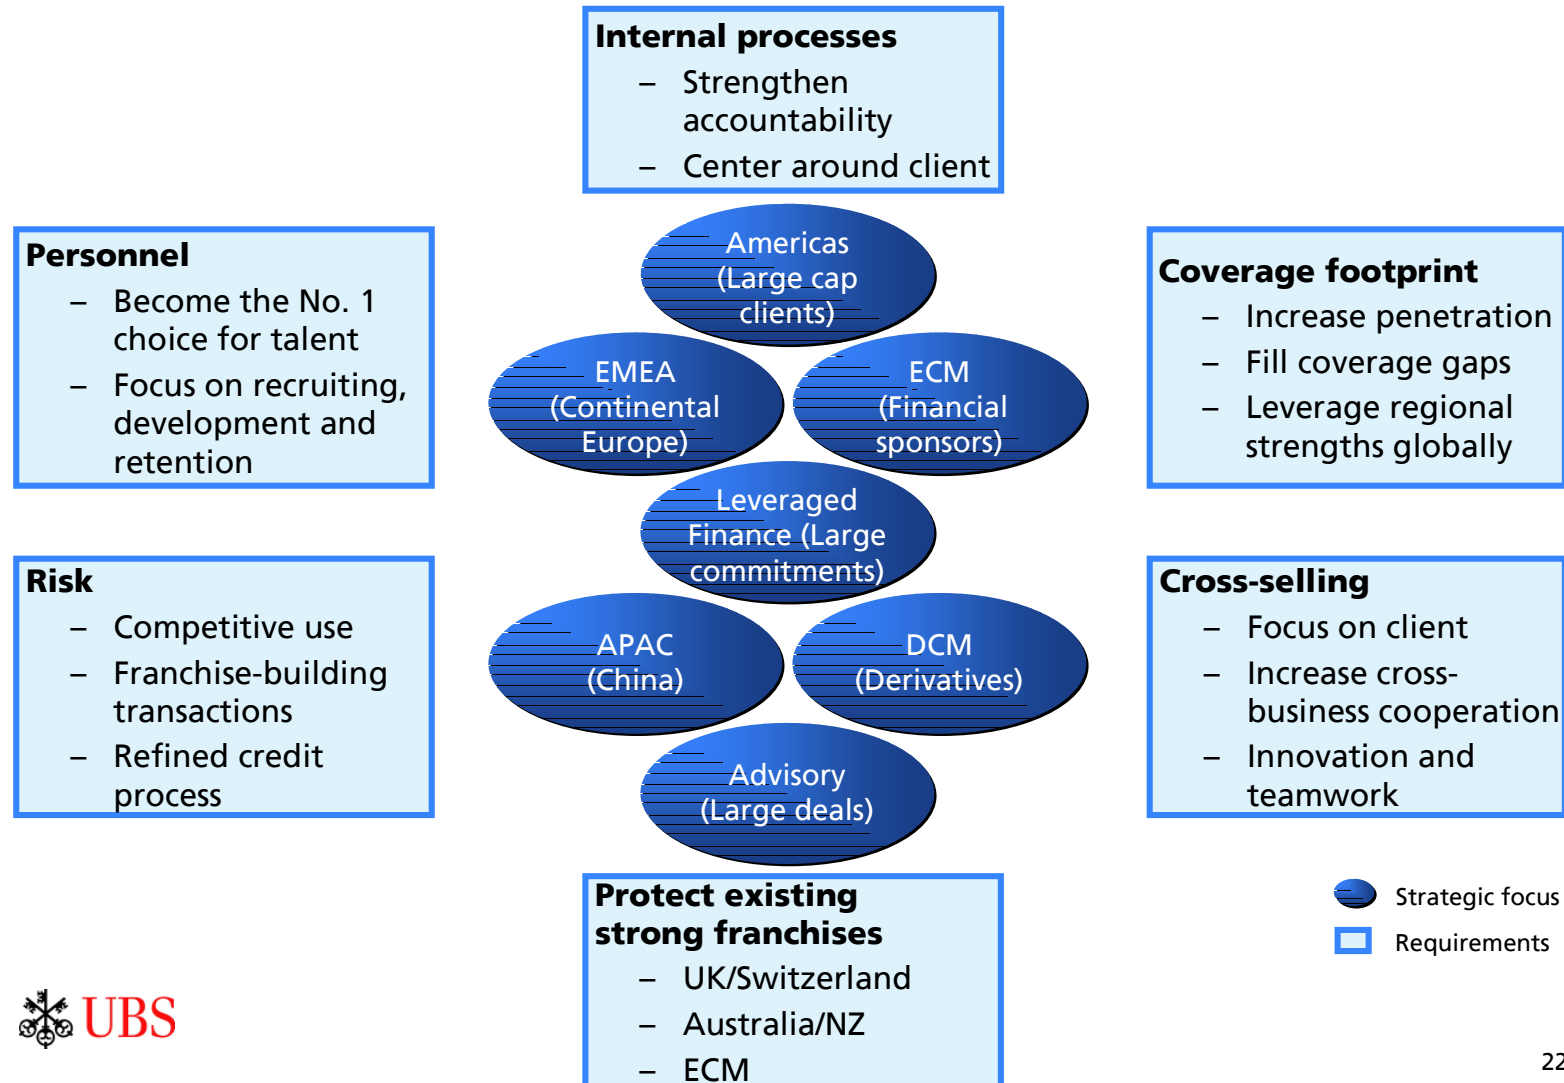 Internal processes
– Strengthen
accountability
– Center around client
Personnel
– Become the No. 1
choice for talent
– Focus on recruiting,
development and
retention
Americas
(Large cap
clients)
EMEA
(Continental
Europe)
ECM
(Financial
sponsors)
Leveraged
Finance (Large
commitments)
Coverage footprint
– Increase penetration
– Fill coverage gaps
– Leverage regional
strengths globally
Risk
– Competitive use
– Franchise-building
transactions
– Refined credit
process
APAC
(China)
DCM
(Derivatives)
Advisory
(Large deals)
Cross-selling
– Focus on client
– Increase cross-
business cooperation
– Innovation and
teamwork
Protect existing
strong franchises
– UK/Switzerland
– Australia/NZ
– ECM
Strategic focus
Requirements
UBS
22